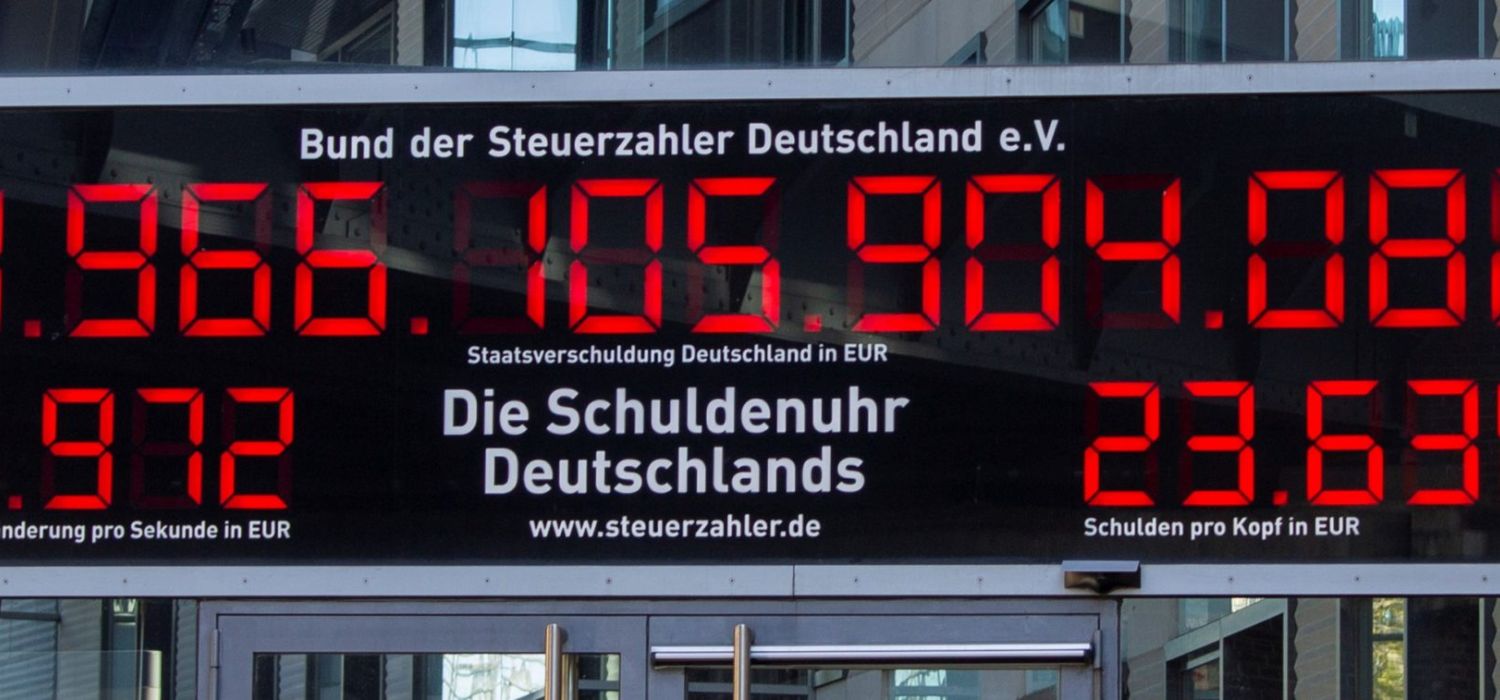 .966.105.904.08
Bund der Steuerzahler Deutschland e.V.
Staatsverschuldung Deutschland in EUR
.972
nderung pro Sekunde in EUR
Die Schuldenuhr
Deutschlands
www.steuerzahler.de
23.63
Schulden pro Kopf in EUR